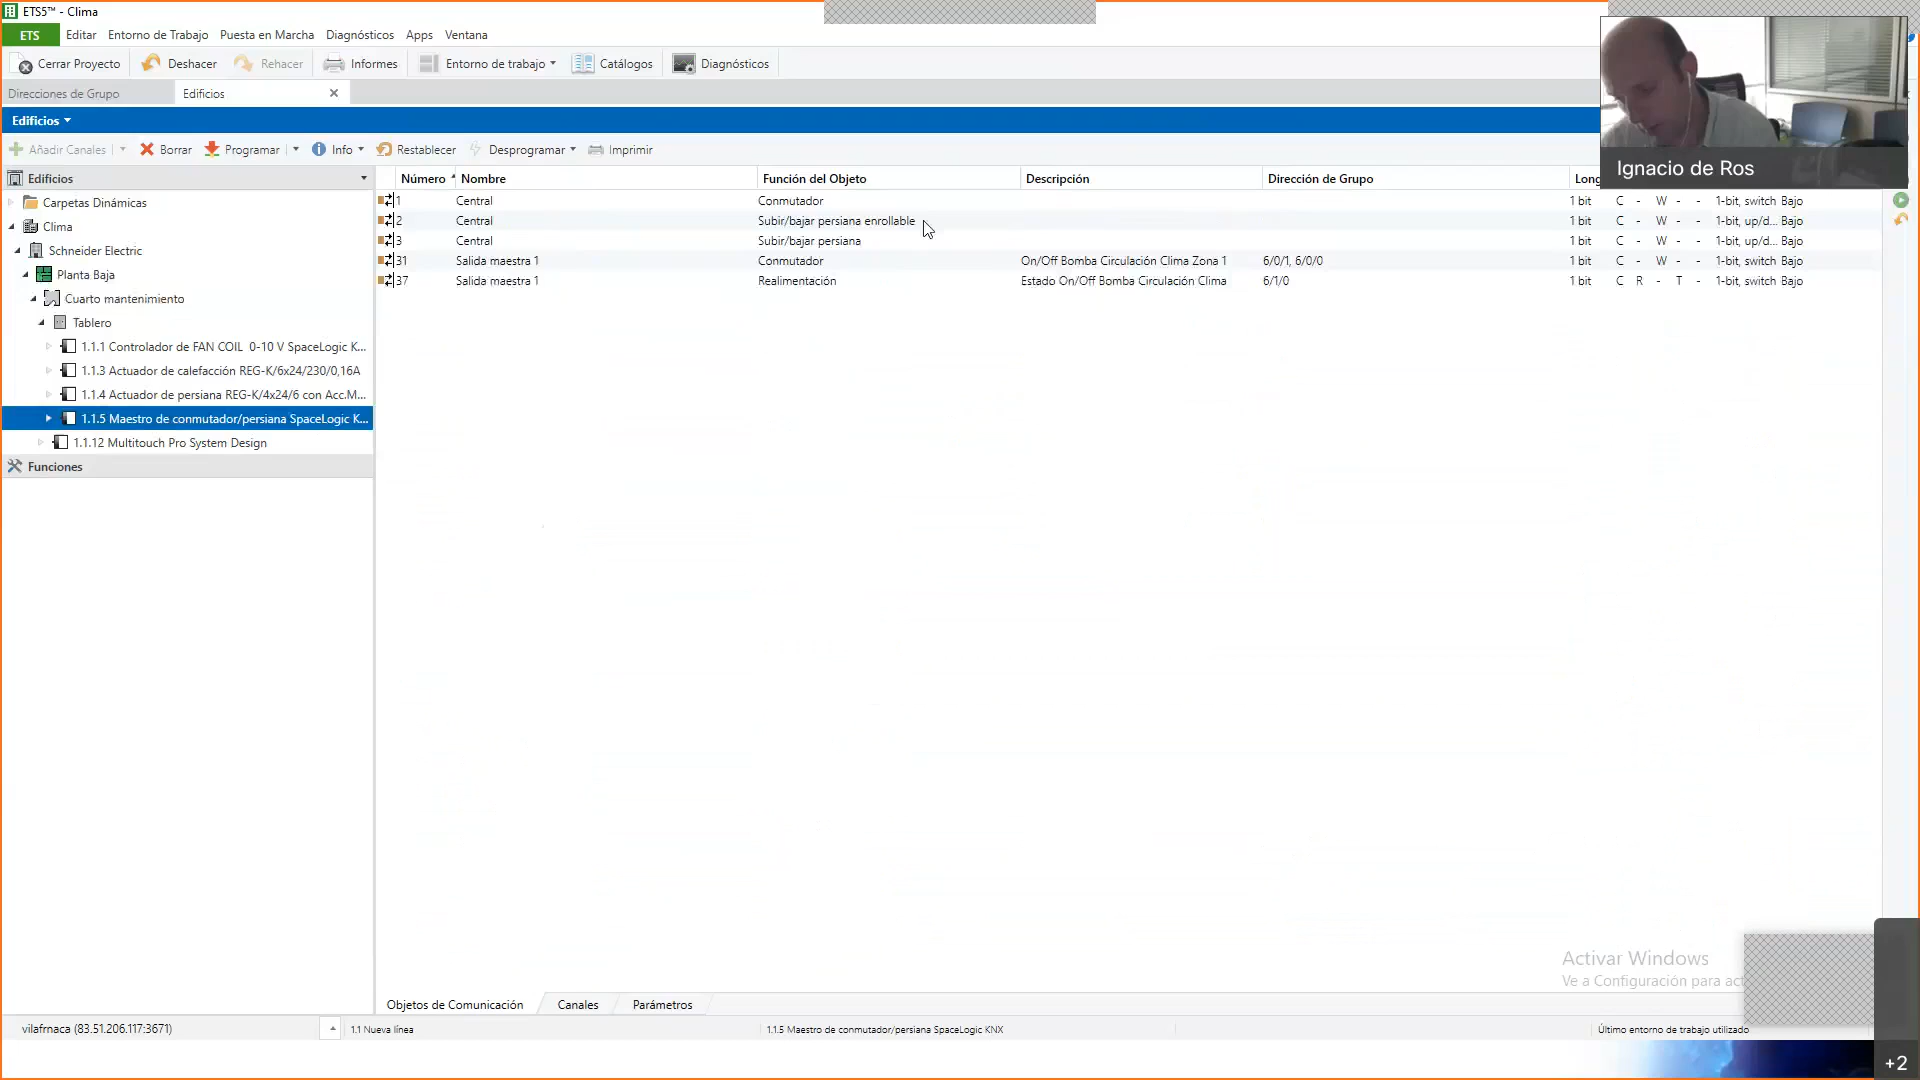 ETS5™ - Clima
ETS Editar Entorno de Trabajo Puesta en Marcha Diagnósticos Apps Ventana
Cerrar Proyecto Deshacer Rehacer Informes Entorno de trabajo Catálogos Diagnósticos
Direcciones de Grupo Edificios
Edificios
Añadir Canales Borrar Programar Info Restablecer Desprogramar Imprimir
Ignacio de Ros
Edificios
Carpetas Dinámicas
Clima
Schneider Electric
Planta Baja
Cuarto mantenimiento
Tablero
1.1.1 Controlador de FAN COIL 0-10 V SpaceLogic K...
1.1.3 Actuador de calefacción REG-K/6x24/230/0,16A
1.1.4 Actuador de persiana REG-K/4x24/6 con Acc.M...
1.1.5 Maestro de conmutador/persiana SpaceLogic K...
1.1.12 Multitouch Pro System Design
Funciones
Número Nombre Función del Objeto Descripción Dirección de Grupo Long
1 Central Conmutador 1 bit C - W - - 1-bit, switch Bajo
2 Central Subir/bajar persiana enrollable 1 bit C - W - - 1-bit, up/d... Bajo
3 Central Subir/bajar persiana 1 bit C - W - - 1-bit, up/d... Bajo
31 Salida maestra 1 Conmutador On/Off Bomba Circulación Clima Zona 1 6/0/1, 6/0/0 1 bit C - W - - 1-bit, switch Bajo
37 Salida maestra 1 Realimentación Estado On/Off Bomba Circulación Clima 6/1/0 1 bit C R - T - 1-bit, switch Bajo
Activar Windows
Ve a Configuración para act
Objetos de Comunicación Canales Parámetros
vilafrnaca (83.51.206.117:3671) 1.1 Nueva línea 1.1.5 Maestro de conmutador/persiana SpaceLogic KNX Último entorno de trabajo utilizado
+2